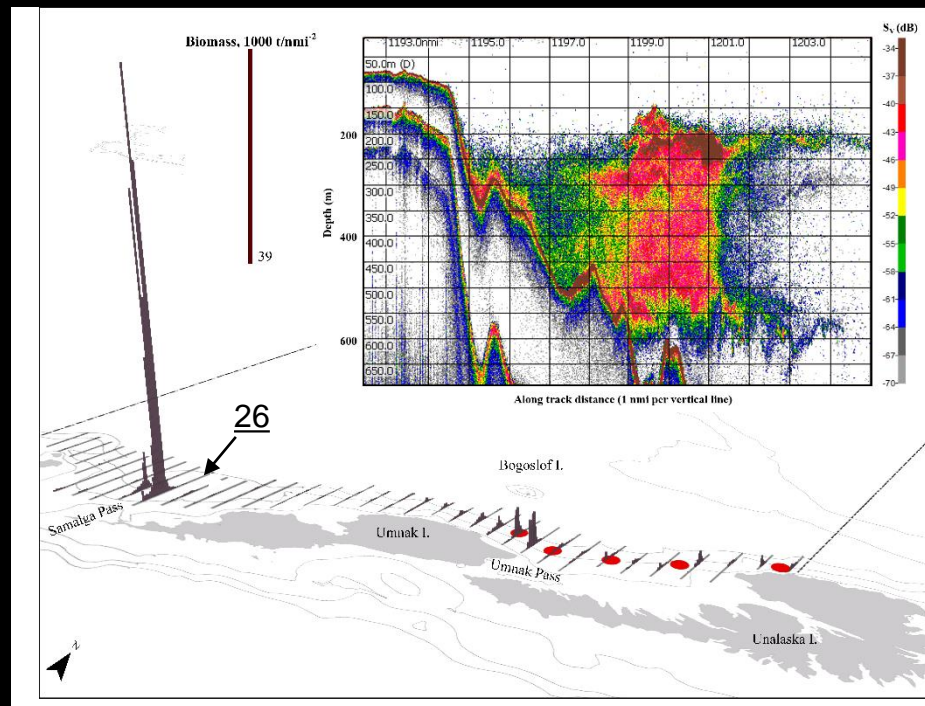 Biomass, 1000 t/nmi-2
39
1193.0nmi 1195.0 1197.0 1199.0 1201.0 1203.0
50.0m (D)
100.0
150.0
200.0
250.0
300.0
350.0
400.0
450.0
500.0
550.0
600.0
650.0
200
400
600
Depth (m)
Along track distance (1 nmi per vertical line)
Sv (dB)
-34
-37
-40
-43
-46
-49
-52
-55
-58
-61
-64
-67
-70
26
Bogoslof I.
Samalga Pass
Umnak I.
Umnak Pass
Unalaska I.
N